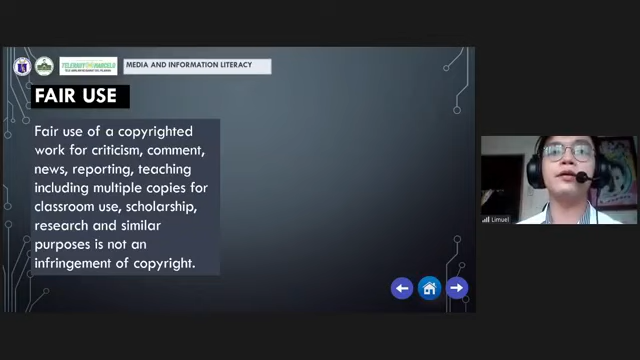 MEDIA AND INFORMATION LITERACY
FAIR USE
Fair use of a copyrighted
work for criticism, comment,
news, reporting, teaching
including multiple copies for
classroom use, scholarship,
research and similar
purposes is not an
infringement of copyright.
Limuel